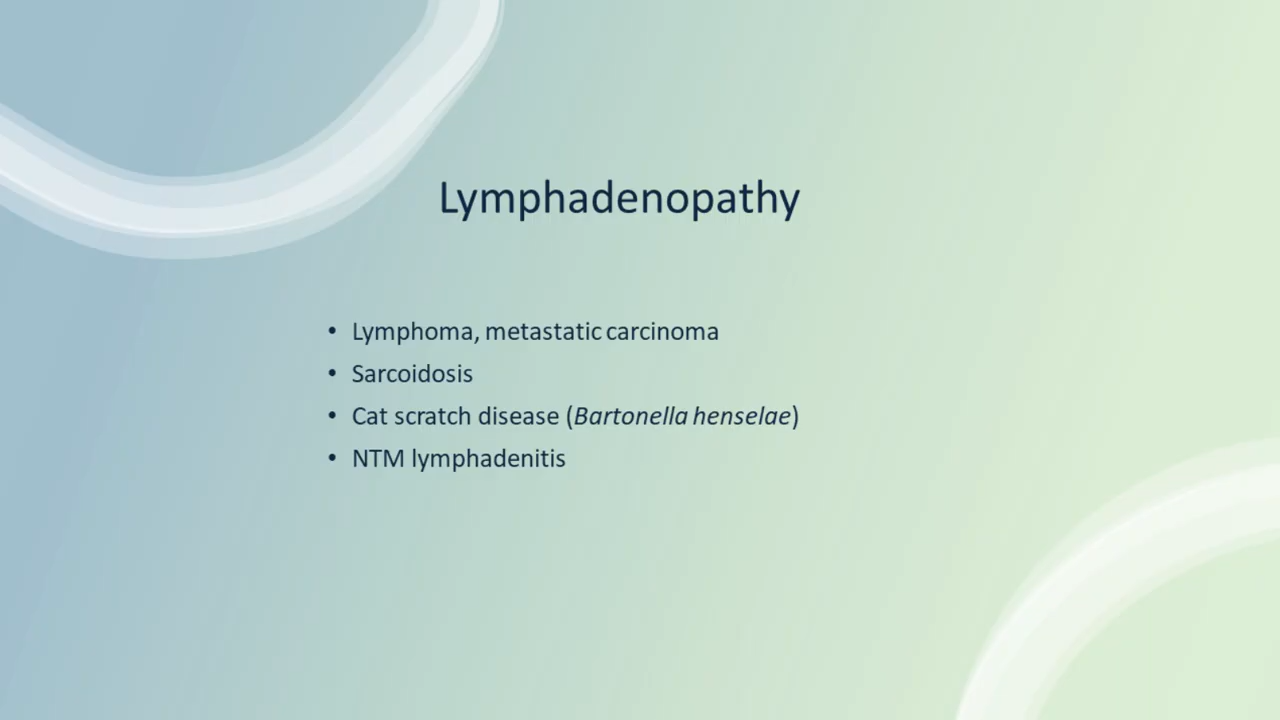 Lymphadenopathy
• Lymphoma, metastatic carcinoma
• Sarcoidosis
• Cat scratch disease (Bartonella henselae)
• NTM lymphadenitis